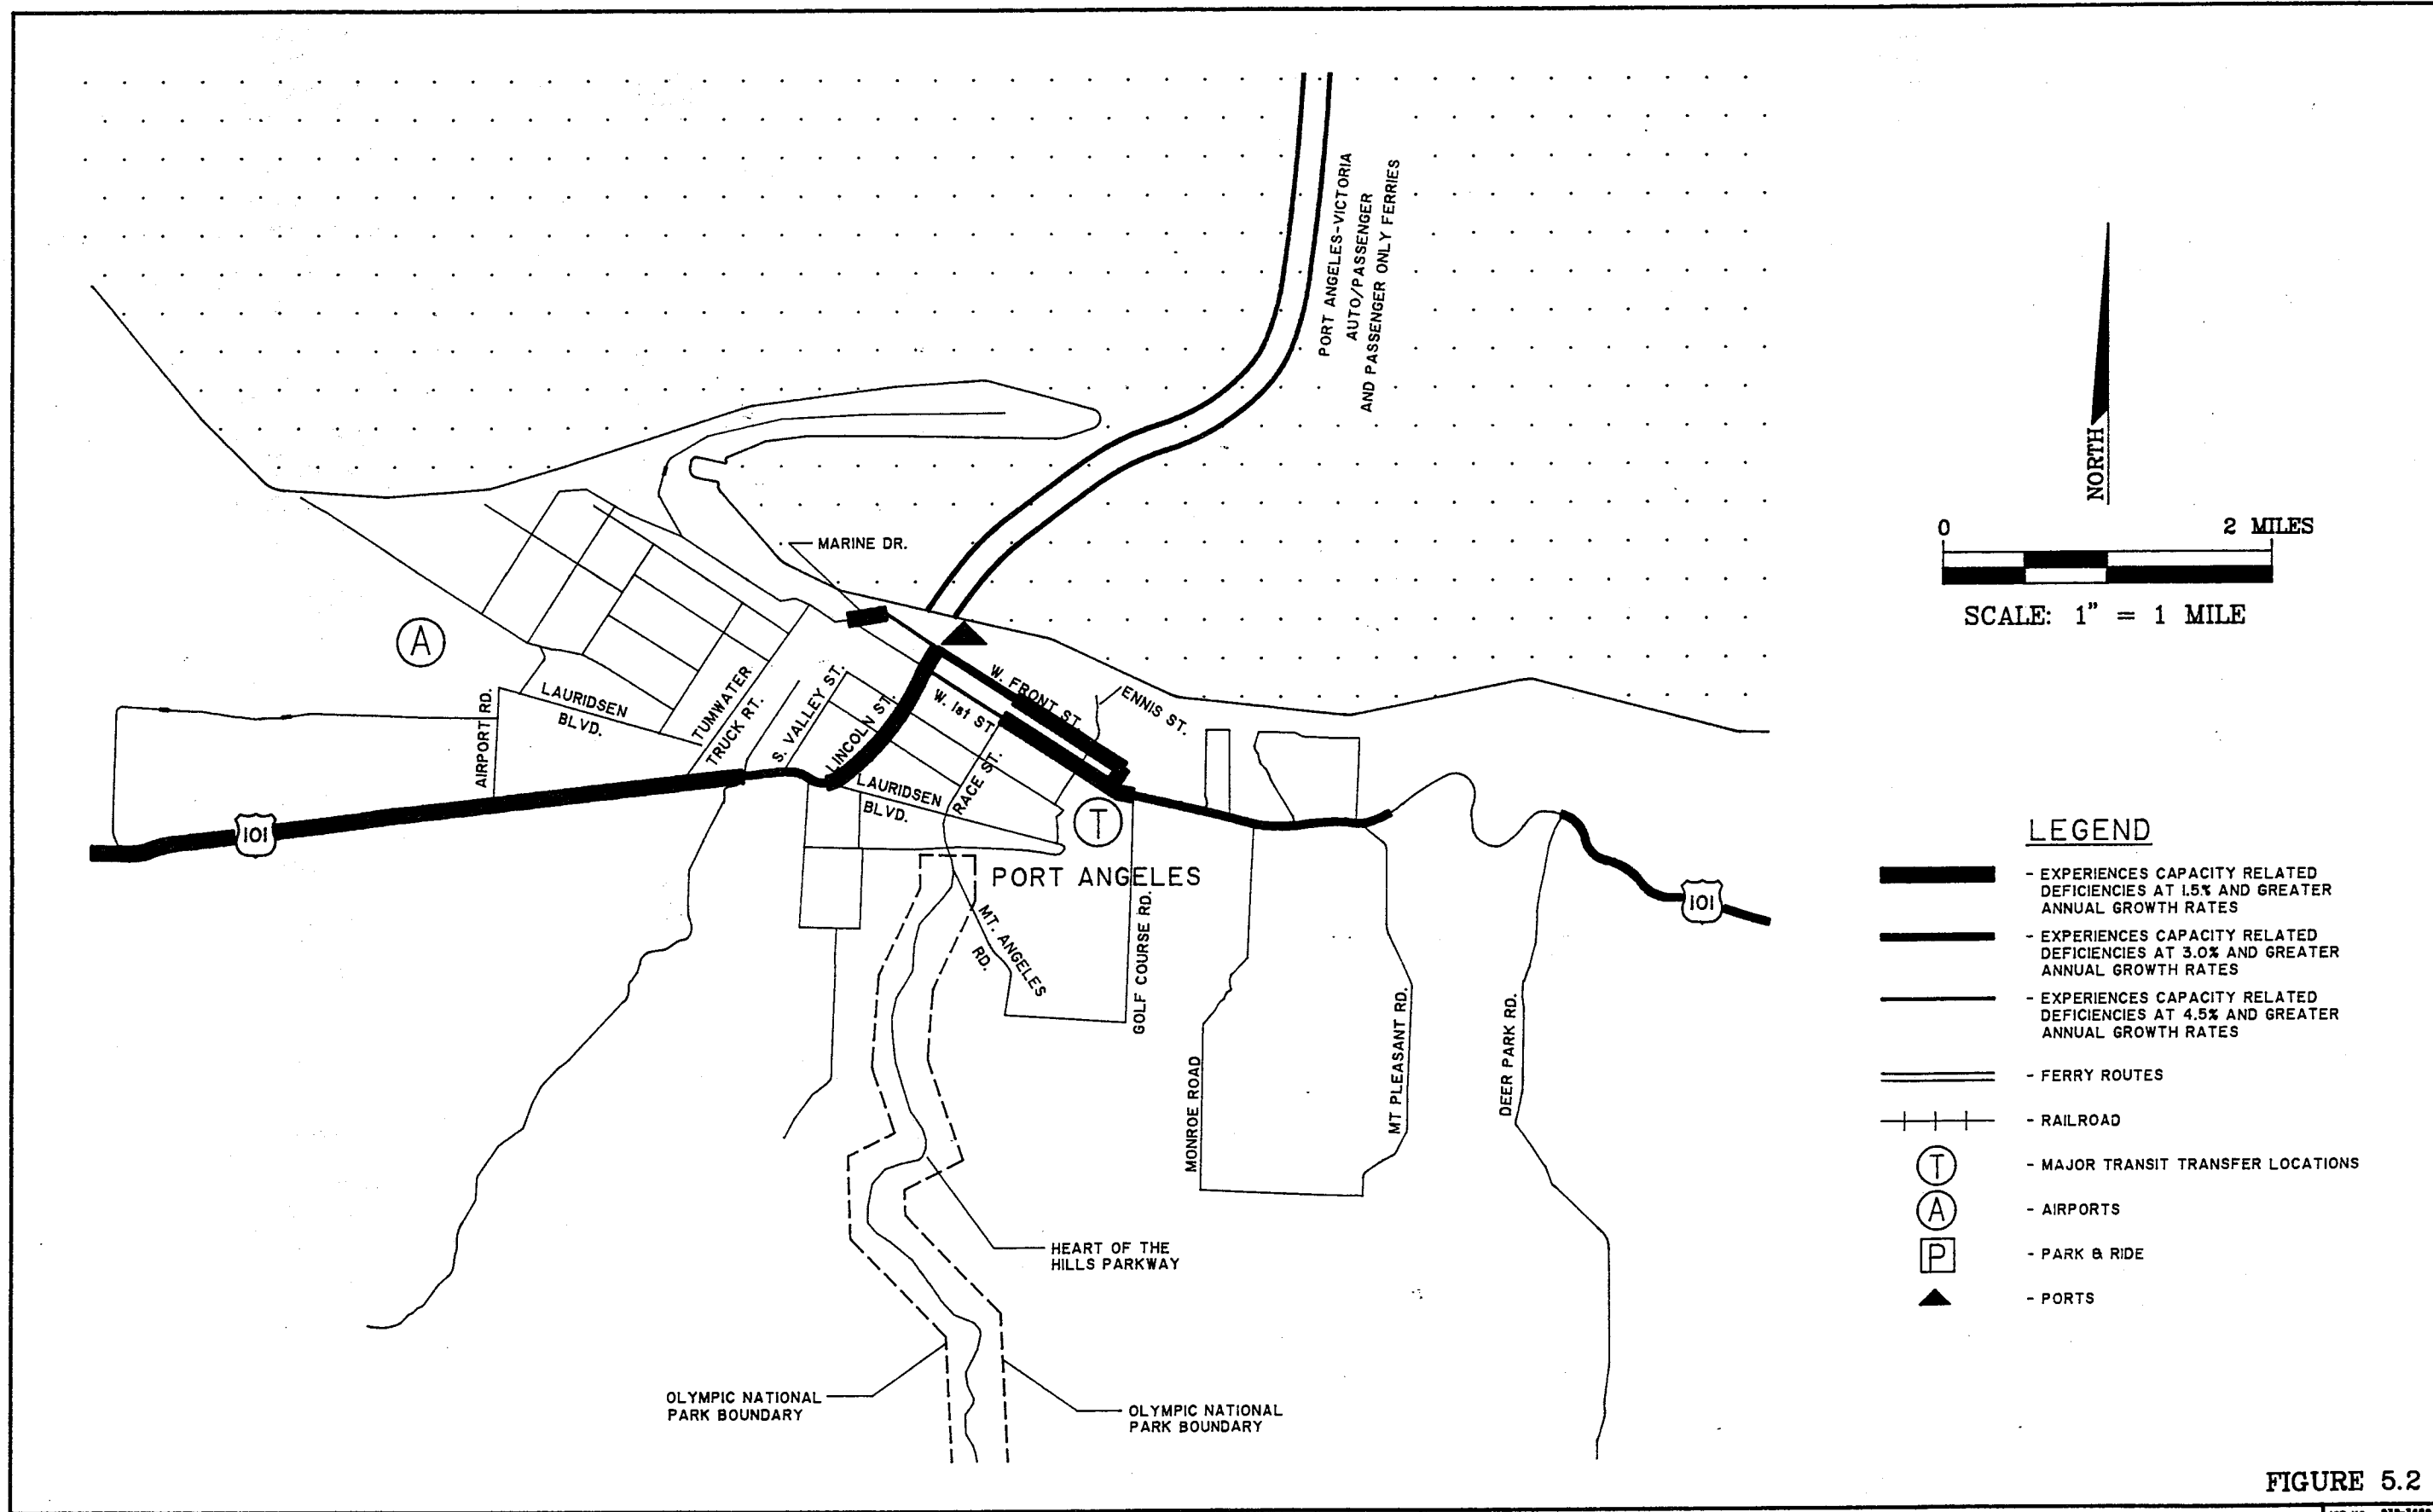 PORT ANGELES-VICTORIA
AUTO/PASSENGER
AND PASSENGER ONLY FERRIES
NORTH
0 2 MILES
SCALE: 1" = 1 MILE
MARINE DR.
A
W. FRONT ST.
ENNIS ST.
W. 1st ST
LAURIDSEN
BLVD.
AIRPORT RD.
TUMWATER
TRUCK RT.
S. VALLEY ST.
LINCOLN ST.
LAURIDSEN
BLVD.
RACE ST.
T
101
101
PORT ANGELES
MT. ANGELES
RD.
GOLF COURSE RD.
MONROE ROAD
MT PLEASANT RD.
DEER PARK RD.
HEART OF THE
HILLS PARKWAY
OLYMPIC NATIONAL
PARK BOUNDARY
OLYMPIC NATIONAL
PARK BOUNDARY
LEGEND
- EXPERIENCES CAPACITY RELATED
DEFICIENCIES AT 1.5% AND GREATER
ANNUAL GROWTH RATES
- EXPERIENCES CAPACITY RELATED
DEFICIENCIES AT 3.0% AND GREATER
ANNUAL GROWTH RATES
- EXPERIENCES CAPACITY RELATED
DEFICIENCIES AT 4.5% AND GREATER
ANNUAL GROWTH RATES
- FERRY ROUTES
- RAILROAD
T - MAJOR TRANSIT TRANSFER LOCATIONS
A - AIRPORTS
P - PARK & RIDE
- PORTS
FIGURE 5.2